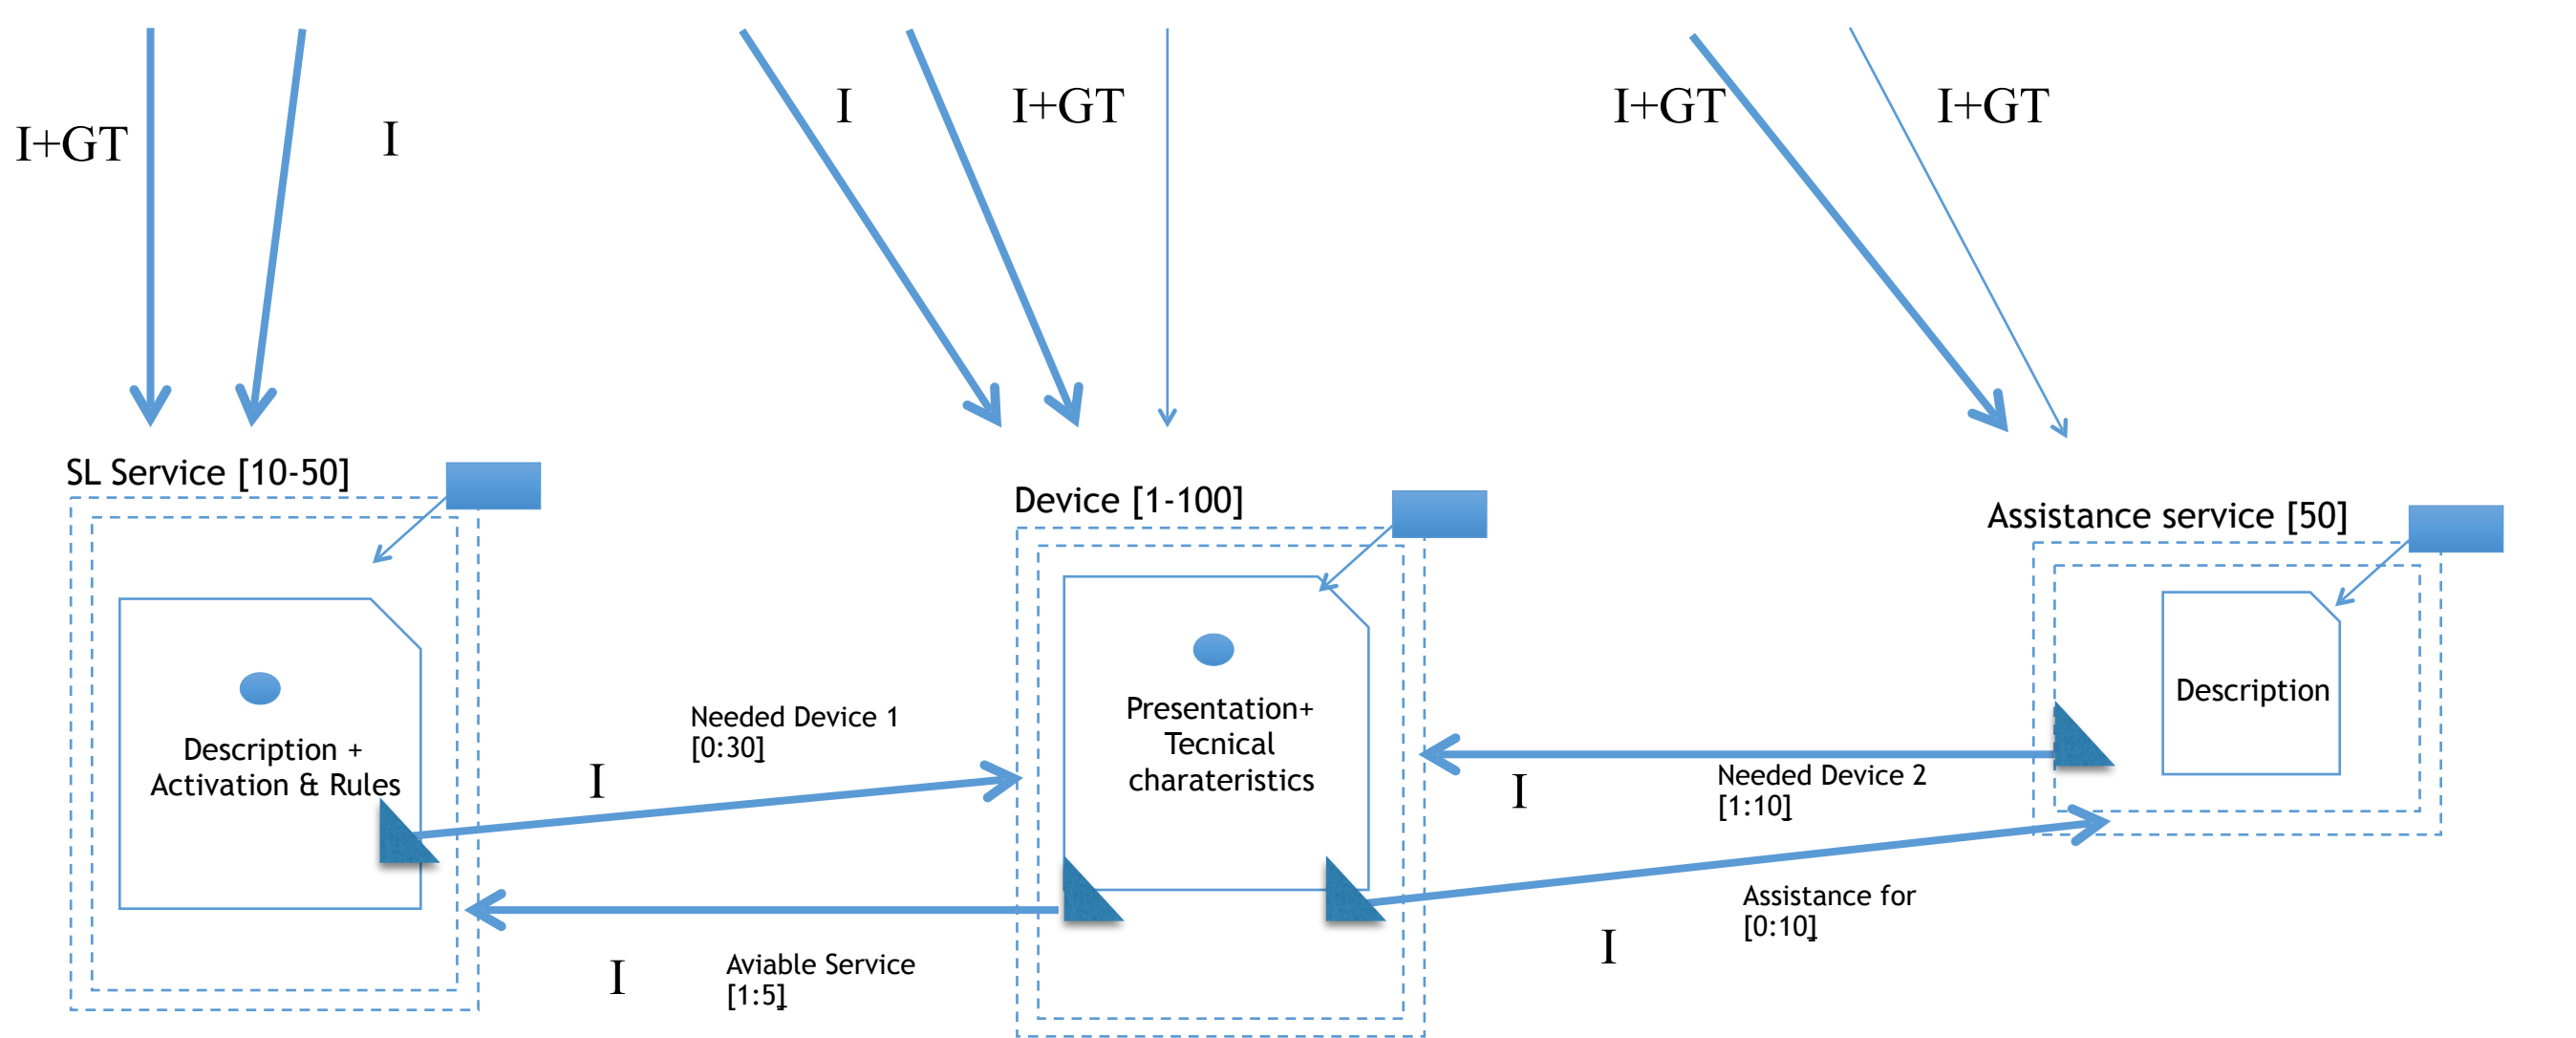 I+GT
I
I
I+GT
I+GT
I+GT
SL Service [10-50]
Device [1-100]
Assistance service [50]
Description +
Activation & Rules
Needed Device 1
[0:30]
I
Presentation+
Tecnical
charateristics
I
Needed Device 2
[1:10]
Description
I
Aviable Service
[1:5]
I
Assistance for
[0:10]